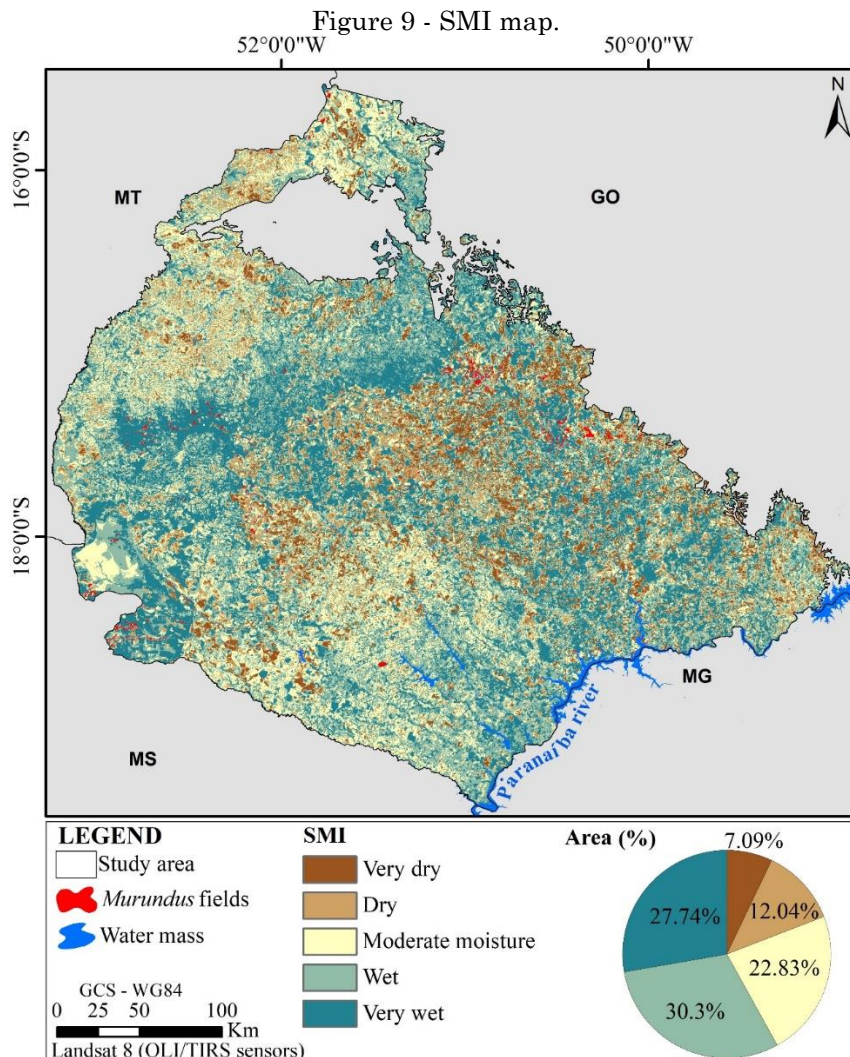 Figure 9 - SMI map.
52°0'0"W 50°0'0"W
N
16°0'0"S
MT GO
18°0'0"S
MG
MS
Paranaíba river
LEGEND
Study area
Murundus fields
Water mass
GCS - WG84
0 25 50 100
Km
Landsat 8 (OLI/TIRS sensors)
SMI
Very dry
Dry
Moderate moisture
Wet
Very wet
Area (%)
7.09%
12.04%
22.83%
30.3%
27.74%